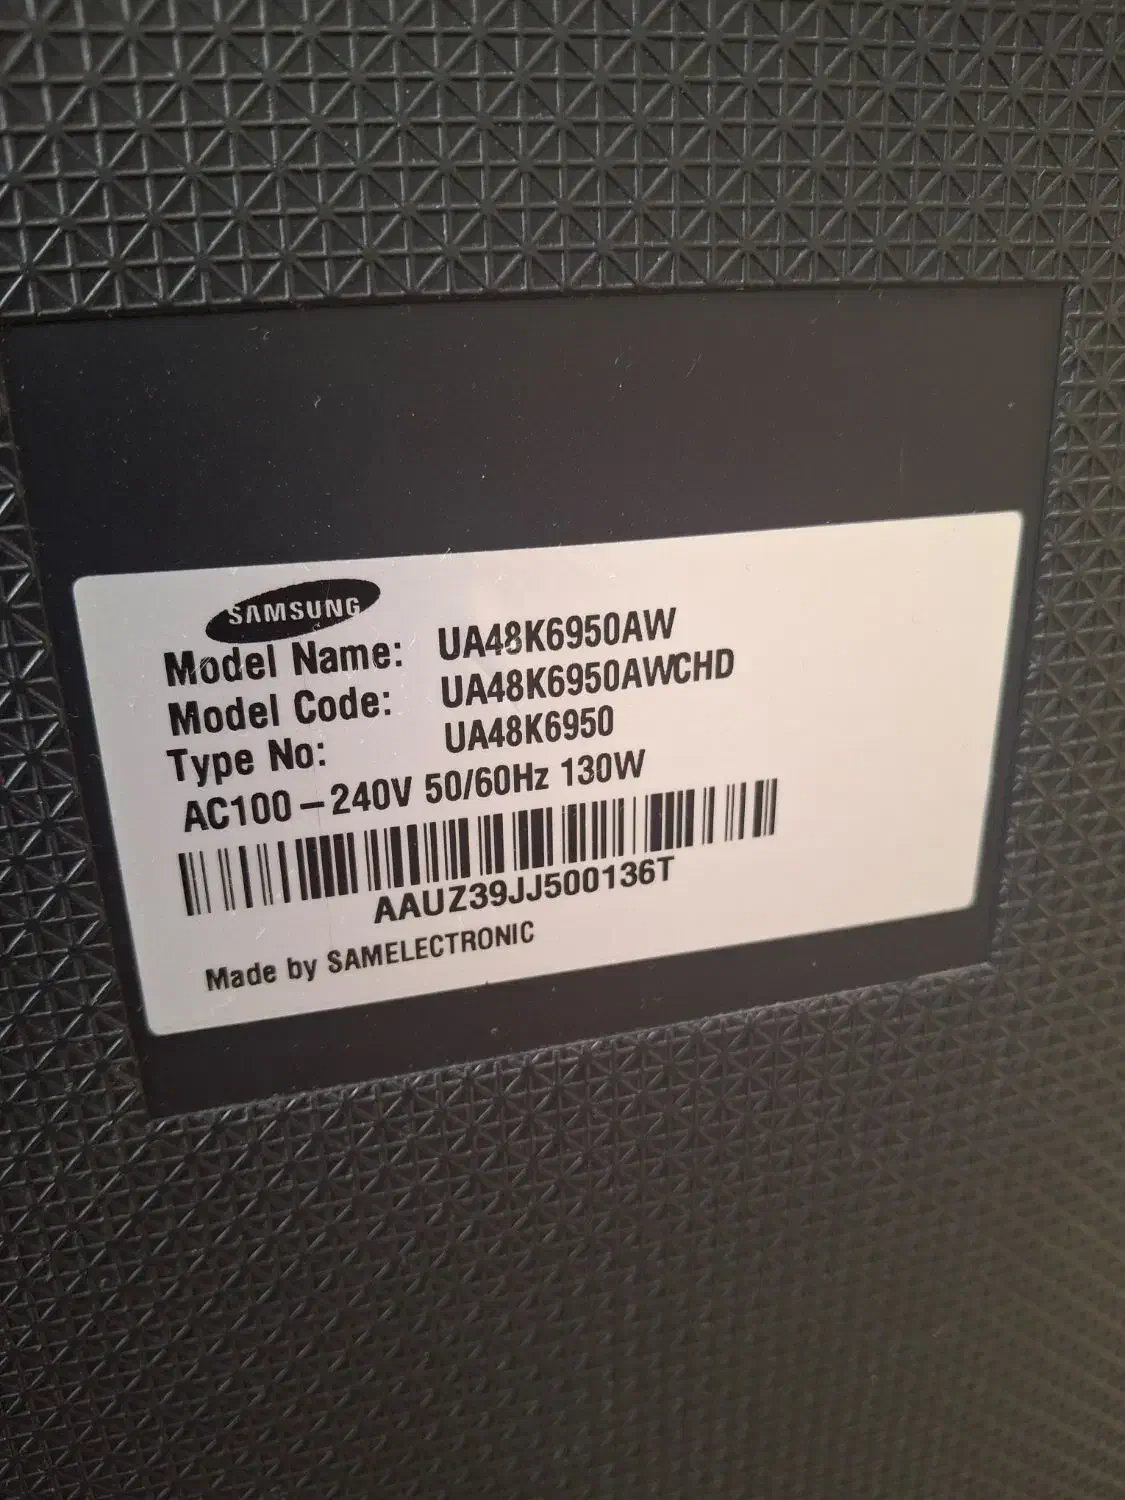 SAMSUNG
Model Name: UA48K6950AW
Model Code: UA48K6950AWCHD
Type No: UA48K6950
AC100-240V 50/60Hz 130W
AAUZ39JJ500136T
Made by SAMELECTRONIC